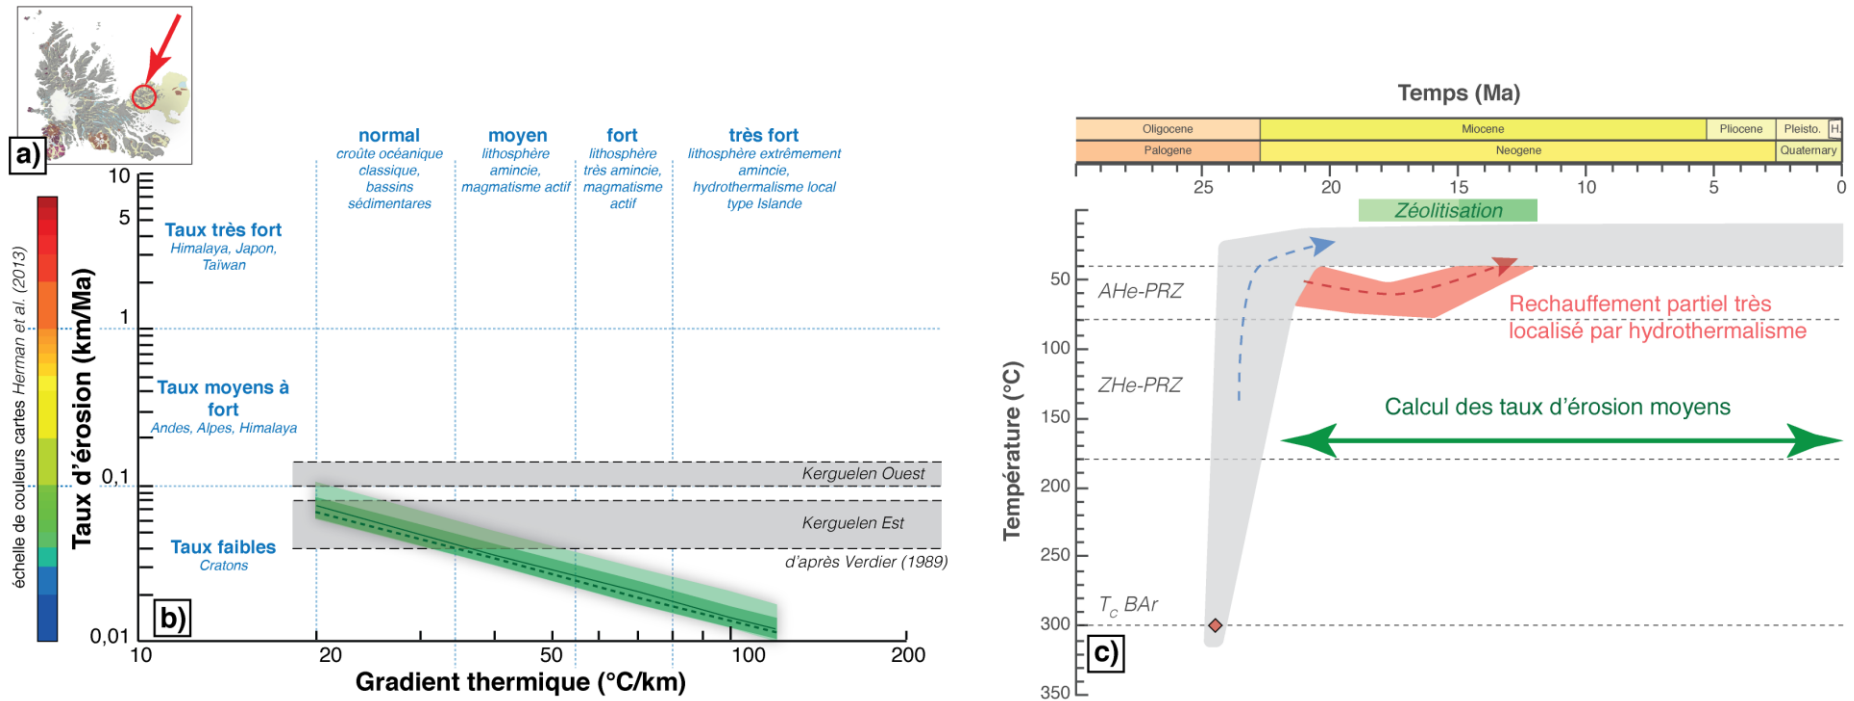 a)
échelle de couleurs cartes Herman et al. (2013)
Taux d'érosion (km/Ma)
10
5
1
0,1
0,01
normal
croûte océanique
classique,
bassins
sédimentares
moyen
lithosphère
amincie,
magmatisme actif
fort
lithosphère
très amincie,
magmatisme
actif
très fort
lithosphère extrêmement
amincie,
hydrothermalisme local
type Islande
Taux très fort
Himalaya, Japon,
Taïwan
Taux moyens à
fort
Andes, Alpes, Himalaya
Taux faibles
Cratons
Kerguelen Ouest
Kerguelen Est
d'après Verdier (1989)
b)
10
20
50
100
200
Gradient thermique (°C/km)
Temps (Ma)
Oligocene
Miocene
Pliocene
Pleisto.
H.
Palogene
Neogene
Quaternary
25
20
15
10
5
0
Zéolitisation
Température (°C)
50
100
150
200
250
300
350
AHe-PRZ
ZHe-PRZ
Tc BAr
Rechauffement partiel très
localisé par hydrothermalisme
Calcul des taux d'érosion moyens
c)